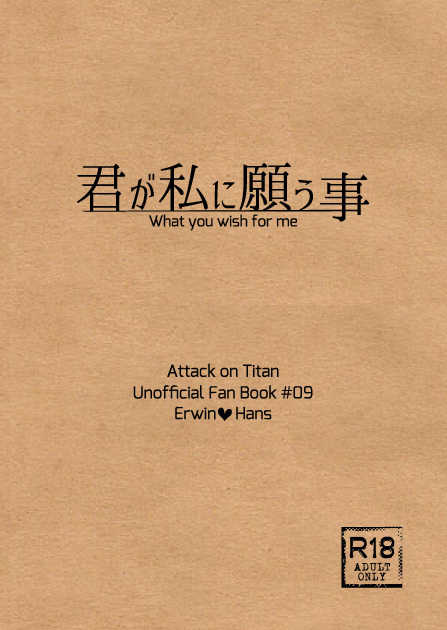 君が私に願う事
What you wish for me
Attack on Titan
Unofficial Fan Book #09
Erwin♥Hans
R18
ADULT
ONLY